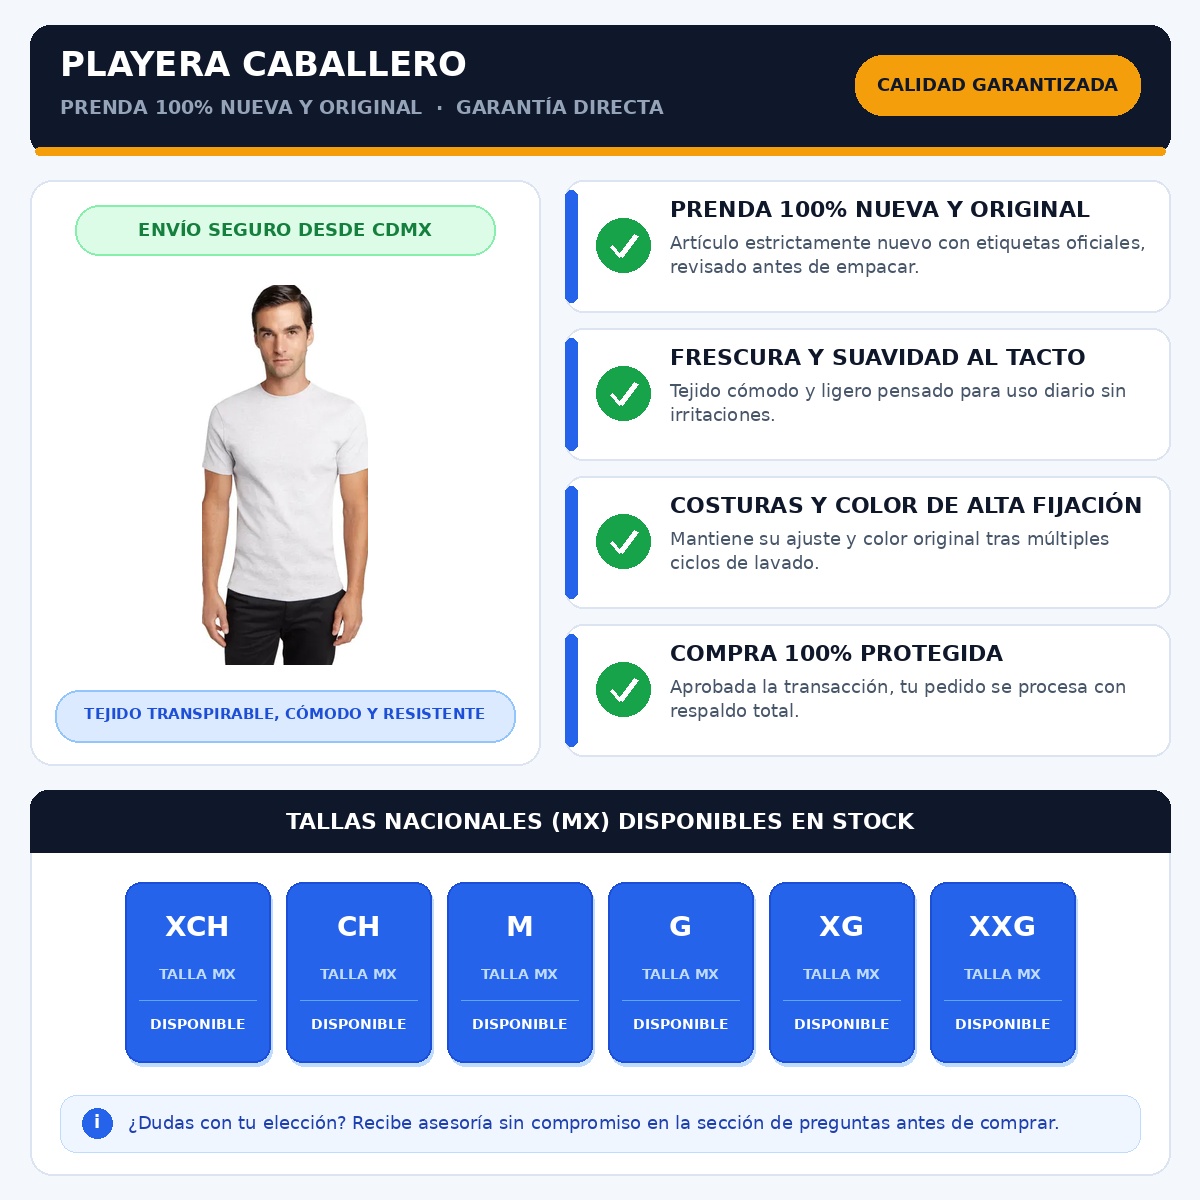 PLAYERA CABALLERO
PRENDA 100% NUEVA Y ORIGINAL · GARANTÍA DIRECTA
CALIDAD GARANTIZADA
ENVÍO SEGURO DESDE CDMX
TEJIDO TRANSPIRABLE, CÓMODO Y RESISTENTE
PRENDA 100% NUEVA Y ORIGINAL
Artículo estrictamente nuevo con etiquetas oficiales,
revisado antes de empacar.
FRESCURA Y SUAVIDAD AL TACTO
Tejido cómodo y ligero pensado para uso diario sin
irritaciones.
COSTURAS Y COLOR DE ALTA FIJACIÓN
Mantiene su ajuste y color original tras múltiples
ciclos de lavado.
COMPRA 100% PROTEGIDA
Aprobada la transacción, tu pedido se procesa con
respaldo total.
TALLAS NACIONALES (MX) DISPONIBLES EN STOCK
XCH
TALLA MX
DISPONIBLE
CH
TALLA MX
DISPONIBLE
M
TALLA MX
DISPONIBLE
G
TALLA MX
DISPONIBLE
XG
TALLA MX
DISPONIBLE
XXG
TALLA MX
DISPONIBLE
i ¿Dudas con tu elección? Recibe asesoría sin compromiso en la sección de preguntas antes de comprar.